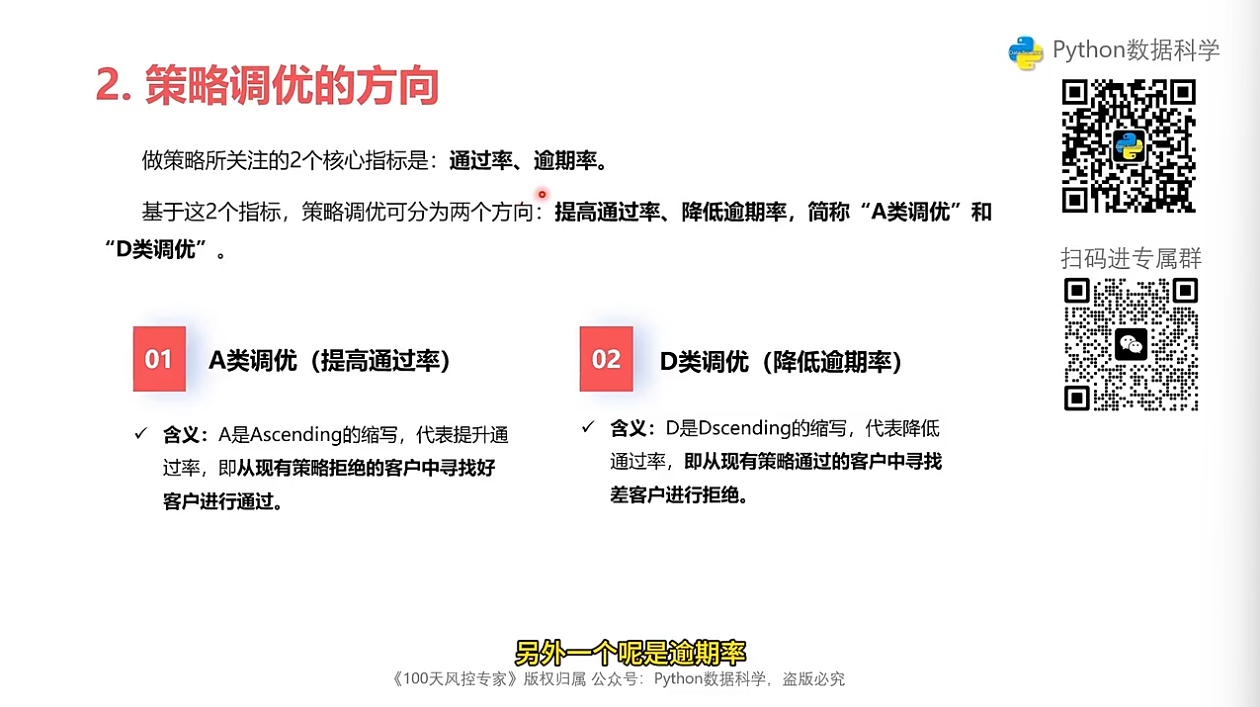 Python数据科学
2. 策略调优的方向
做策略所关注的2个核心指标是：通过率、逾期率。
基于这2个指标，策略调优可分为两个方向：提高通过率、降低逾期率，简称“A类调优”和
“D类调优”。
扫码进专属群
01 A类调优（提高通过率）
✓ 含义：A是Ascending的缩写，代表提升通
过率，即从现有策略拒绝的客户中寻找好
客户进行通过。
02 D类调优（降低逾期率）
✓ 含义：D是Dscending的缩写，代表降低
通过率，即从现有策略通过的客户中寻找
差客户进行拒绝。
另外一个呢是逾期率
《100天风控专家》版权归属 公众号：Python数据科学，盗版必究